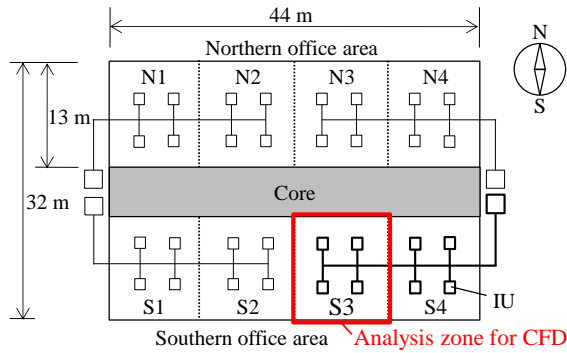 44 m
Northern office area
N
S
N1 N2 N3 N4
13 m
32 m
Core
S1 S2 S3 S4
IU
Southern office area
Analysis zone for CFD